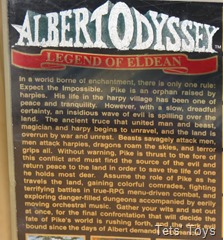 ALBERT ODYSSEY
LEGEND OF ELDEAN
In a world borne of enchantment, there is only one rule:
Expect the Impossible. Pike is an orphan raised by
harpies. His life in the harpy village has been one of
peace and tranquility. However, with a slow, dreadful
certainty, an insidious wave of evil is spilling over the
land. The ancient truce that united man and beast,
magician and harpy begins to unravel, and the land is
overrun by war and unrest. Beasts savagely attack men,
men attack harpies, dragons roam the skies, and terror
grips all. Without warning, Pike is thrust to the fore of
this conflict and must find the source of the evil and
return peace to the land in order to save the life of one
he holds most dear. Assume the role of Pike as he
travels the land, gaining colorful comrades, fighting
terrifying battles in true-RPG menu-driven combat, and
exploring danger-filled dungeons accompanied by eerily
moving orchestral music. Gather your wits and set out
at once, for the final confrontation that will decide the
fate of Pike's world is rushing forth, and evil
bound since the days of Albert demands
Tels Toys